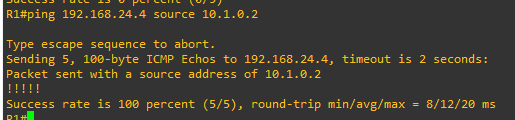 Success rate is 0 percent (0/5)
R1#ping 192.168.24.4 source 10.1.0.2
Type escape sequence to abort.
Sending 5, 100-byte ICMP Echos to 192.168.24.4, timeout is 2 seconds:
Packet sent with a source address of 10.1.0.2
!!!!!
Success rate is 100 percent (5/5), round-trip min/avg/max = 8/12/20 ms
R1#